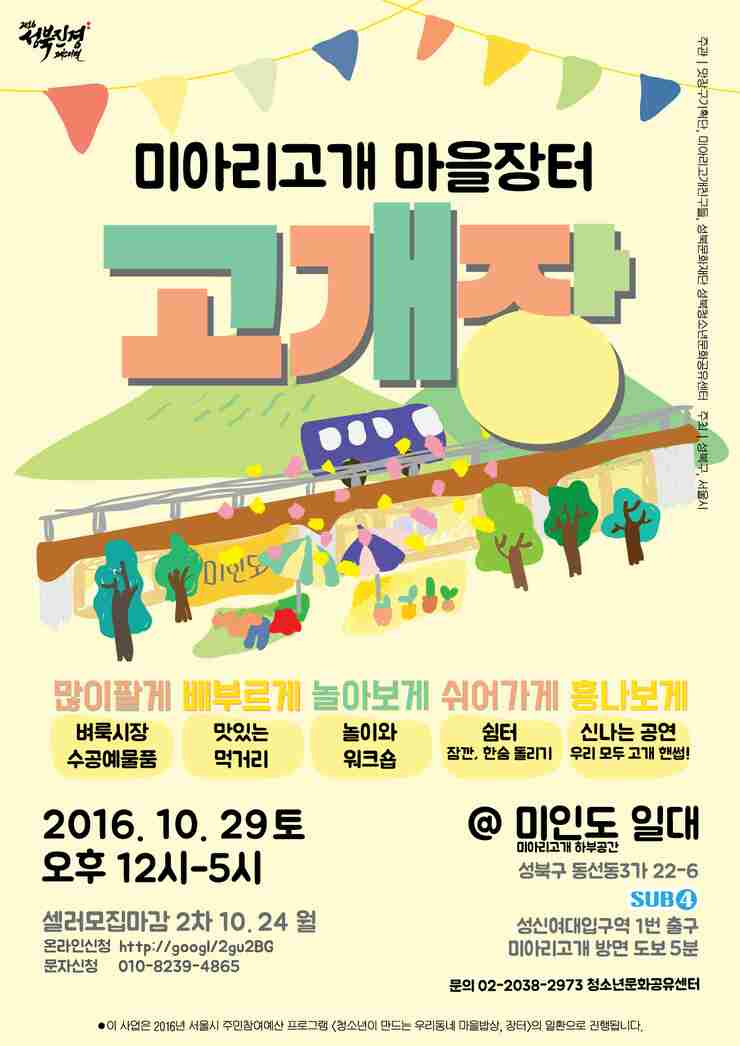 2016 성북진경 페스티벌
미아리고개 마을장터
고개장
주관 | 앗창구기획단, 미아리고개친구들, 성북문화재단 성북청소년문화공유센터 주최 | 성북구, 서울시
미인도
많이팔게 배부르게 놀아보게 쉬어가게 흥나보게
벼룩시장 맛있는 놀이와 쉼터 신나는 공연
수공예물품 먹거리 워크숍 잠깐, 한숨 돌리기 우리 모두 고개 핸썹!
2016. 10. 29토
오후 12시-5시
@ 미인도 일대
미아리고개 하부공간
성북구 동선동3가 22-6
SUB 4
성신여대입구역 1번 출구
미아리고개 방면 도보 5분
셀러모집마감 2차 10. 24 월
온라인신청 http://googl/2gu2BG
문자신청 010-8239-4865
문의 02-2038-2973 청소년문화공유센터
●이 사업은 2016년 서울시 주민참여예산 프로그램 <청소년이 만드는 우리동네 마을밥상, 장터>의 일환으로 진행됩니다.